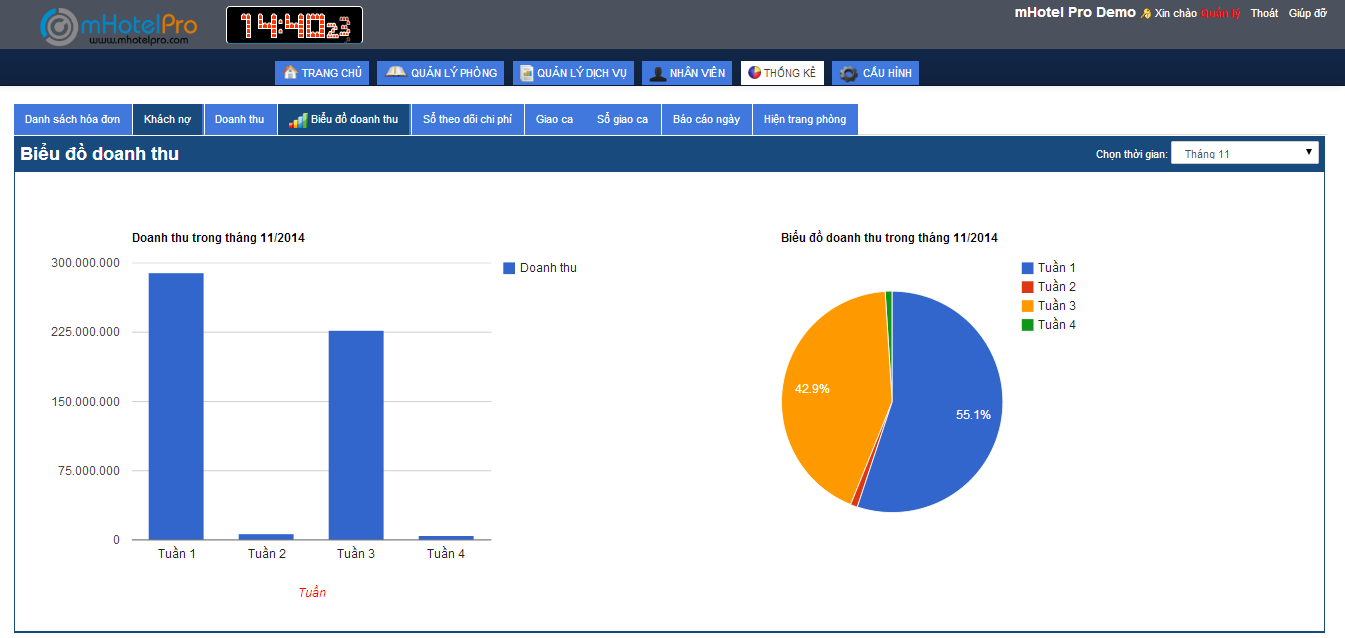 mHotelPro
www.mhotelpro.com
14:4023
mHotel Pro Demo Xin chào Quản lý Thoát Giúp đỡ
TRANG CHỦ QUẢN LÝ PHÒNG QUẢN LÝ DỊCH VỤ NHÂN VIÊN THỐNG KÊ CẤU HÌNH
Danh sách hóa đơn Khách nợ Doanh thu Biểu đồ doanh thu Sổ theo dõi chi phí Giao ca Sổ giao ca Báo cáo ngày Hiện trang phòng
Biểu đồ doanh thu Chọn thời gian: Tháng 11
Doanh thu trong tháng 11/2014
300.000.000
225.000.000
150.000.000
75.000.000
0
Tuần 1 Tuần 2 Tuần 3 Tuần 4
Tuần
Doanh thu
Biểu đồ doanh thu trong tháng 11/2014
42.9%
55.1%
Tuần 1
Tuần 2
Tuần 3
Tuần 4